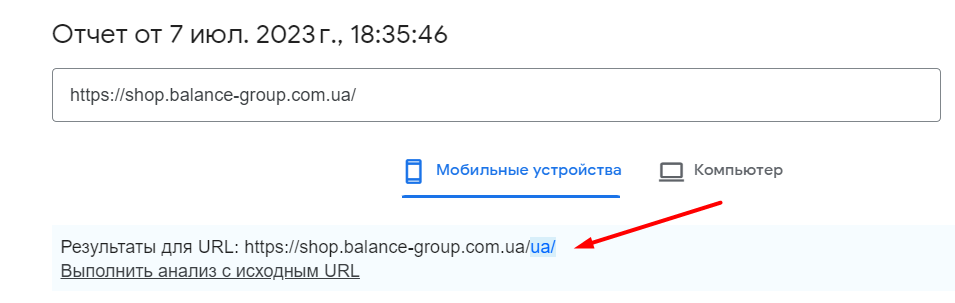 Отчет от 7 июл. 2023 г., 18:35:46
https://shop.balance-group.com.ua/
Мобильные устройства
Компьютер
Результаты для URL: https://shop.balance-group.com.ua/ua/
Выполнить анализ с исходным URL